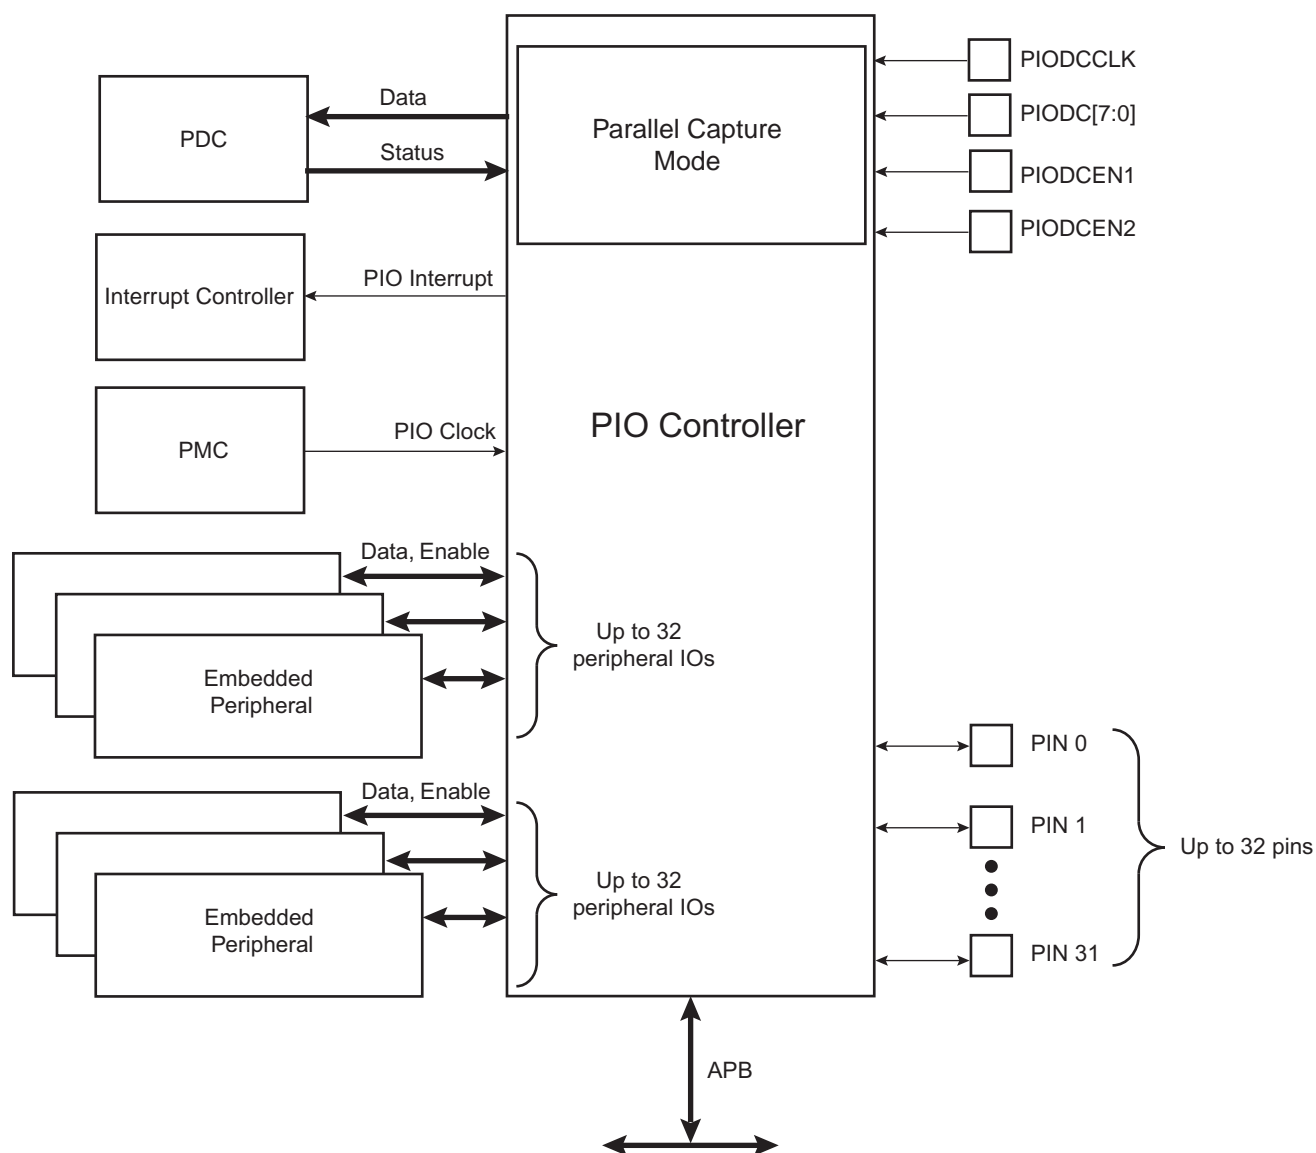 PDC
Data
Status
Parallel Capture
Mode
PIODCCLK
PIODC[7:0]
PIODCEN1
PIODCEN2
Interrupt Controller
PIO Interrupt
PMC
PIO Clock
PIO Controller
Data, Enable
Up to 32
peripheral IOs
Embedded
Peripheral
Data, Enable
Up to 32
peripheral IOs
Embedded
Peripheral
PIN 0
PIN 1
PIN 31
Up to 32 pins
APB